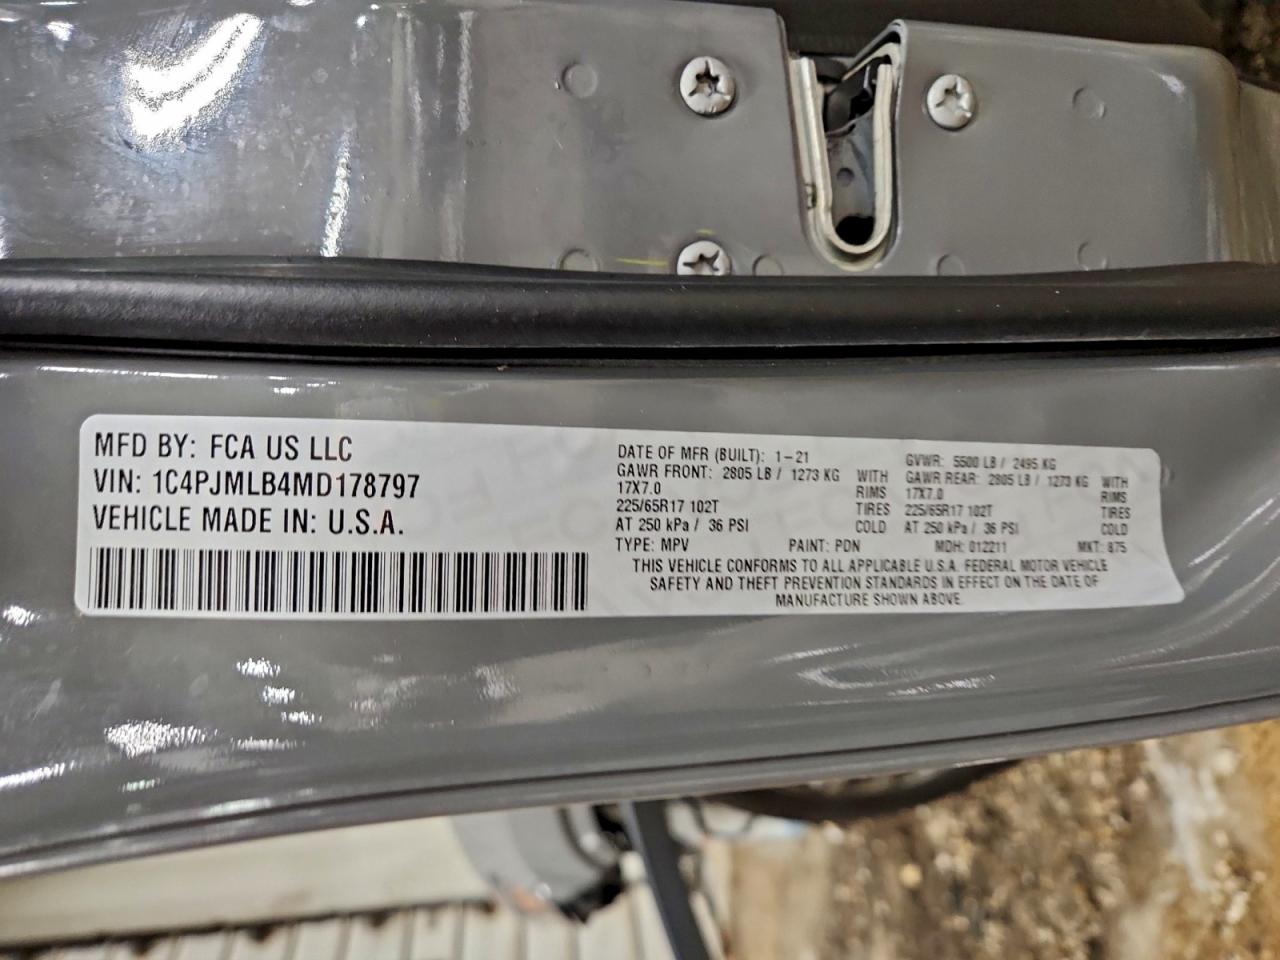 MFD BY: FCA US LLC
VIN: 1C4PJMLB4MD178797
VEHICLE MADE IN: U.S.A.
DATE OF MFR (BUILT): 1-21
GVWR: 5500 LB / 2495 KG
GAWR FRONT: 2805 LB / 1273 KG WITH GAWR REAR: 2805 LB / 1273 KG WITH
17X7.0 RIMS 17X7.0 RIMS
225/65R17 102T TIRES 225/65R17 102T TIRES
AT 250 kPa / 36 PSI COLD AT 250 kPa / 36 PSI COLD
TYPE: MPV PAINT: PDN MDH: 012211 MKT: 875
THIS VEHICLE CONFORMS TO ALL APPLICABLE U.S.A. FEDERAL MOTOR VEHICLE
SAFETY AND THEFT PREVENTION STANDARDS IN EFFECT ON THE DATE OF
MANUFACTURE SHOWN ABOVE.